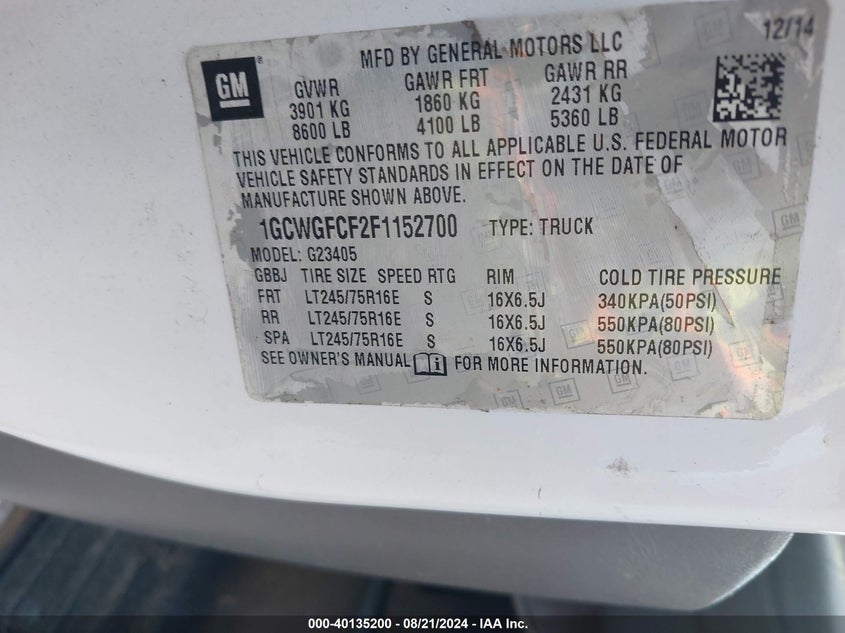 12/14
MFD BY GENERAL MOTORS LLC
GM®
GVWR GAWR FRT GAWR RR
3901 KG 1860 KG 2431 KG
8600 LB 4100 LB 5360 LB
THIS VEHICLE CONFORMS TO ALL APPLICABLE U.S. FEDERAL MOTOR
VEHICLE SAFETY STANDARDS IN EFFECT ON THE DATE OF
MANUFACTURE SHOWN ABOVE.
1GCWGFCF2F1152700 TYPE: TRUCK
MODEL: G23405
GBBJ TIRE SIZE SPEED RTG RIM COLD TIRE PRESSURE
FRT LT245/75R16E S 16X6.5J 340KPA(50PSI)
RR LT245/75R16E S 16X6.5J 550KPA(80PSI)
SPA LT245/75R16E S 16X6.5J 550KPA(80PSI)
SEE OWNER'S MANUAL i FOR MORE INFORMATION.
000-40135200 - 08/21/2024 - IAA Inc.